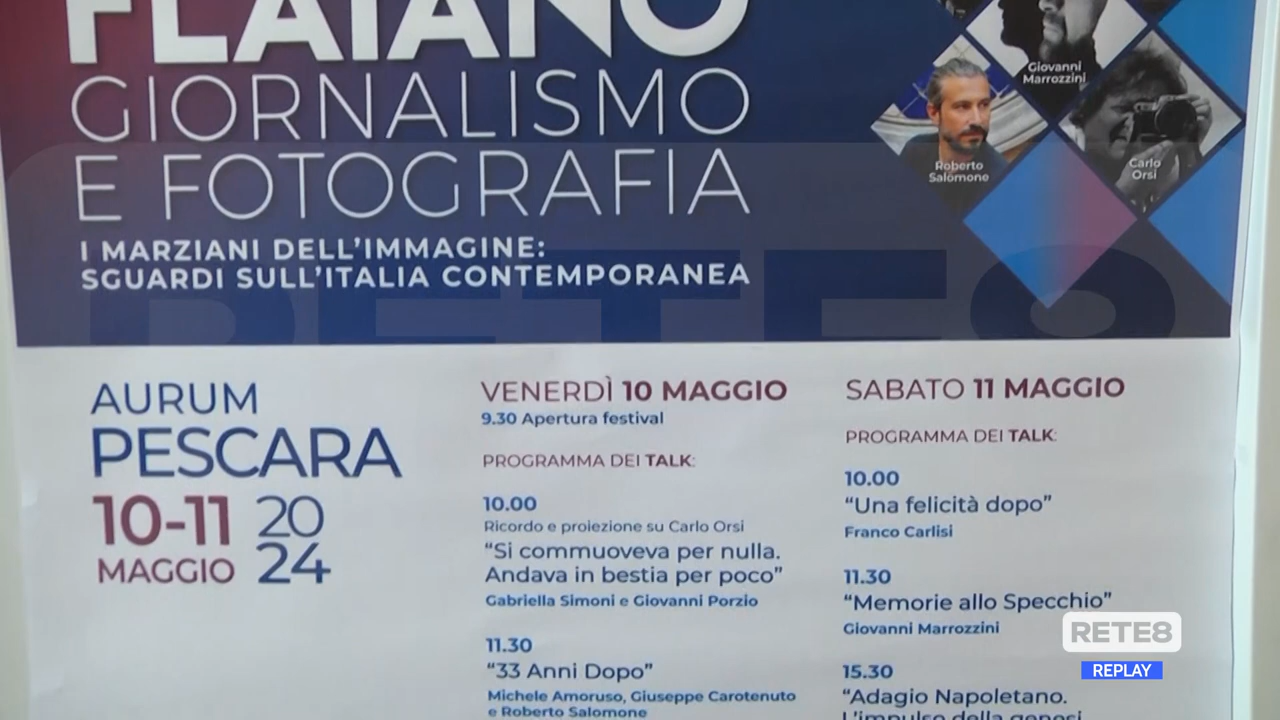 FLAIANO
GIORNALISMO
E FOTOGRAFIA
I MARZIANI DELL'IMMAGINE:
SGUARDI SULL'ITALIA CONTEMPORANEA
Giovanni
Marrozzini
Roberto
Salomone
Carlo
Orsi
RETE8
AURUM
PESCARA
10-11
MAGGIO
20
24
VENERDÌ 10 MAGGIO
9.30 Apertura festival
PROGRAMMA DEI TALK:
10.00
Ricordo e proiezione su Carlo Orsi
“Si commuoveva per nulla.
Andava in bestia per poco”
Gabriella Simoni e Giovanni Porzio
11.30
“33 Anni Dopo”
Michele Amoruso, Giuseppe Carotenuto
e Roberto Salomone
SABATO 11 MAGGIO
PROGRAMMA DEI TALK:
10.00
“Una felicità dopo”
Franco Carlisi
11.30
“Memorie allo Specchio”
Giovanni Marrozzini
15.30
“Adagio Napoletano.
L'impulso della genesi
RETE8
REPLAY